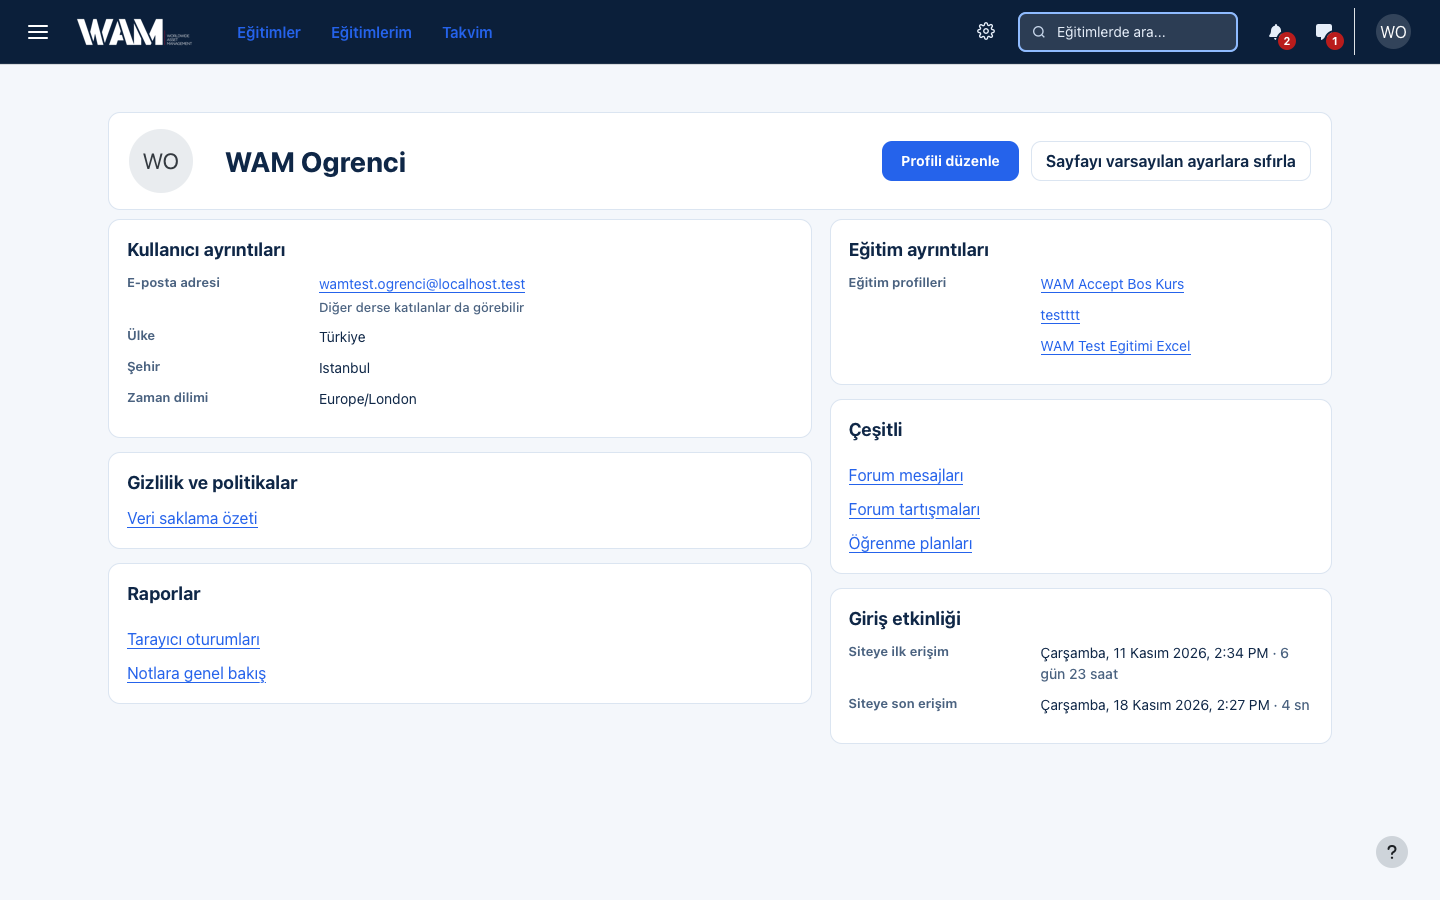 WAM WORLDWIDE ASSET MANAGEMENT
Eğitimler
Eğitimlerim
Takvim
Eğitimlerde ara...
2
1
WO
WO
WAM Ogrenci
Profili düzenle
Sayfayı varsayılan ayarlara sıfırla
Kullanıcı ayrıntıları
E-posta adresi
wamtest.ogrenci@localhost.test
Diğer derse katılanlar da görebilir
Ülke
Türkiye
Şehir
Istanbul
Zaman dilimi
Europe/London
Gizlilik ve politikalar
Veri saklama özeti
Raporlar
Tarayıcı oturumları
Notlara genel bakış
Eğitim ayrıntıları
Eğitim profilleri
WAM Accept Bos Kurs
testttt
WAM Test Egitimi Excel
Çeşitli
Forum mesajları
Forum tartışmaları
Öğrenme planları
Giriş etkinliği
Siteye ilk erişim
Çarşamba, 11 Kasım 2026, 2:34 PM · 6
gün 23 saat
Siteye son erişim
Çarşamba, 18 Kasım 2026, 2:27 PM · 4 sn
?